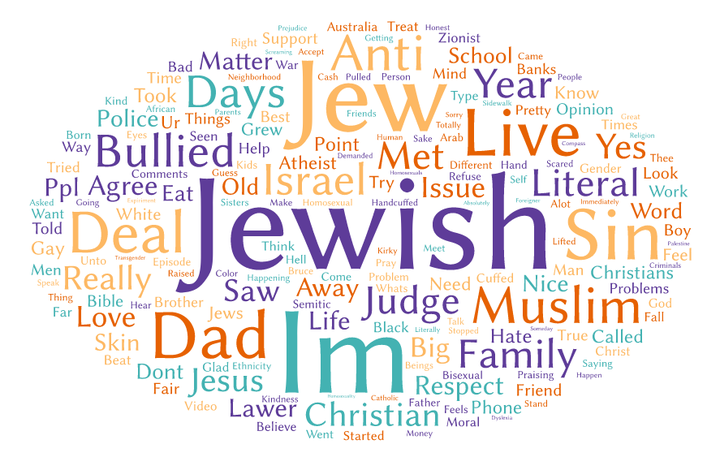 Prejudice Australia Treat Getting Honest
Right Support Anti Zionist
Bad Matter War Accept School Came
Time Neighborhood Cash Pulled Person Mind Banks People
Kind Took Days Jew Type Year Know
African Parents Friends Sidewalk Pretty Opinion
Police Ur Things Best Sorry Live Great
Born Eyes Grew Human Totally Arab Times Religion
Way Bullied Seen Help Point Met Sake Compass Yes
Tried Comments Kids Atheist Demanded Different Hand Scared Gender Thee
Ppl Agree Eat Guess Old Israel Try Issue Refuse Self Literal Look
Asked Going Experiment Sisters Make Homosexual Handcuffed Absolutely Foreigner Alot Immediately Work
Want White Jewish Word
Told Deal Sin Boy Palestine
Gay Unto Transgender Episode Think Kirky Meet Lifted Feel
Men Really Raised Color Hell Pray Man Christians Criminals
Speak Happening Bruce Come Problem Need Cuffed Nice Problems
Thing Bible Saw Away Whats God
Far Love Hear Brother Semitic Judge Muslim Fall
Jews Im Life Black Talk Someday
Skin Dad Literally Stopped Big Hate True Called
Beat Beings Family Christ
Dont Glad Ethnicity Bisexual Praising Saying
Fair Jesus Respect Friend Happen
Video Kindness Homosexuals Catholic Father Feels Phone Stand
Lawer Christian Moral Dyslexia
Believe Went Started Money